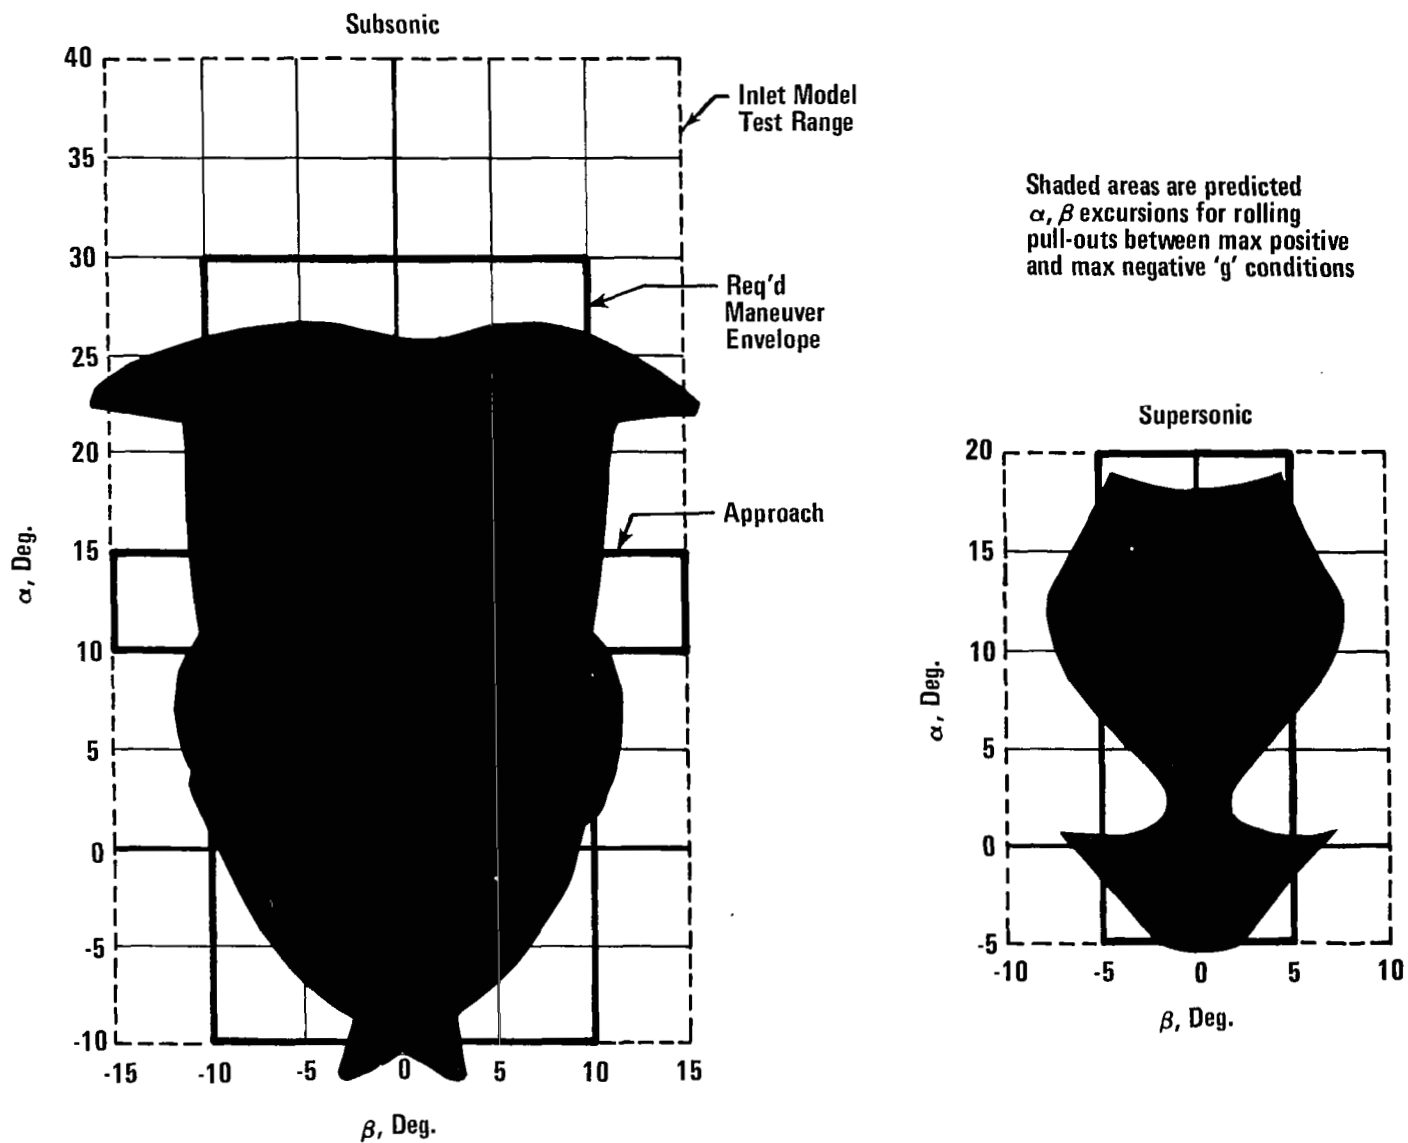 Subsonic
40
35
30
25
20
15
10
5
0
-5
-10
-15
-10
-5
0
5
10
15
α, Deg.
β, Deg.
Inlet Model
Test Range
Req'd
Maneuver
Envelope
Approach
Shaded areas are predicted
α, β excursions for rolling
pull-outs between max positive
and max negative 'g' conditions
Supersonic
20
15
10
5
0
-5
-10
-5
0
5
10
α, Deg.
β, Deg.